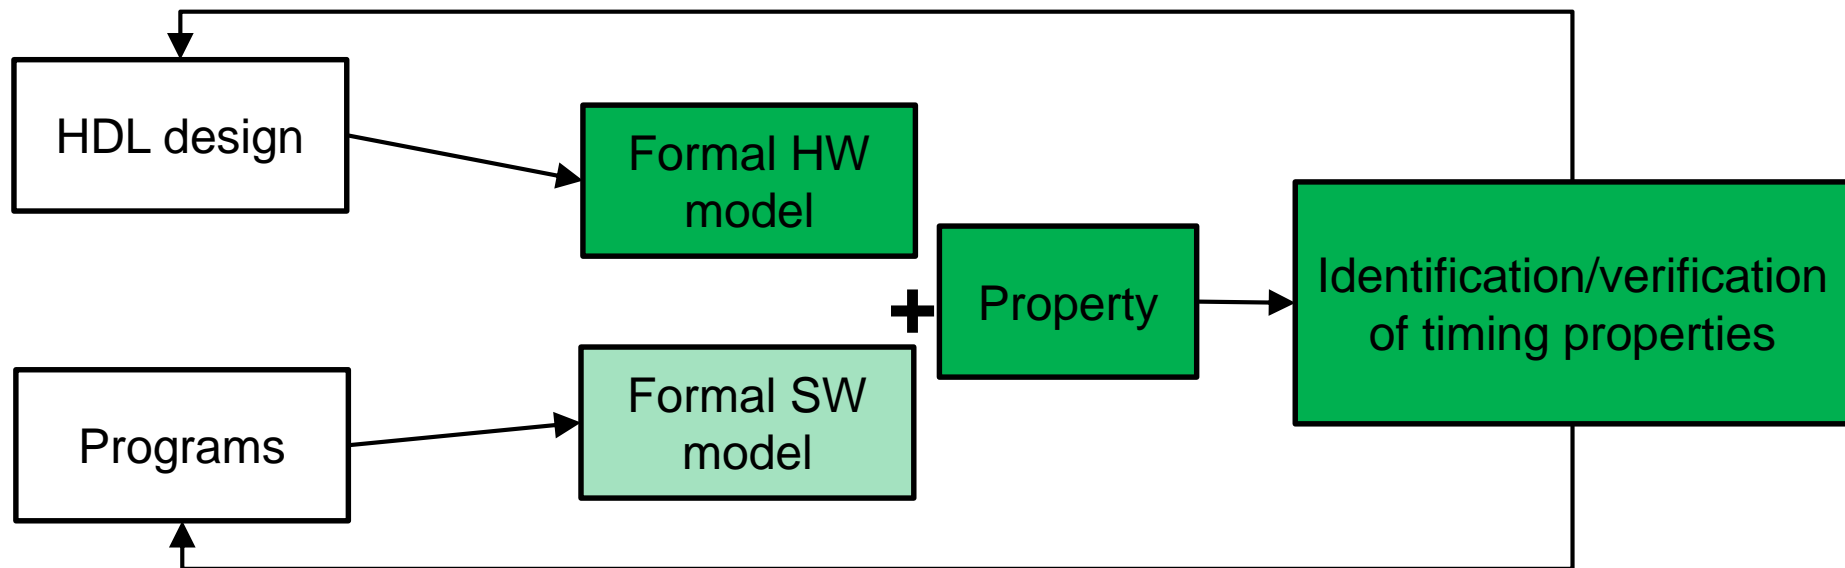 HDL design
Formal HW
model
Property
Identification/verification
of timing properties
Formal SW
model
Programs